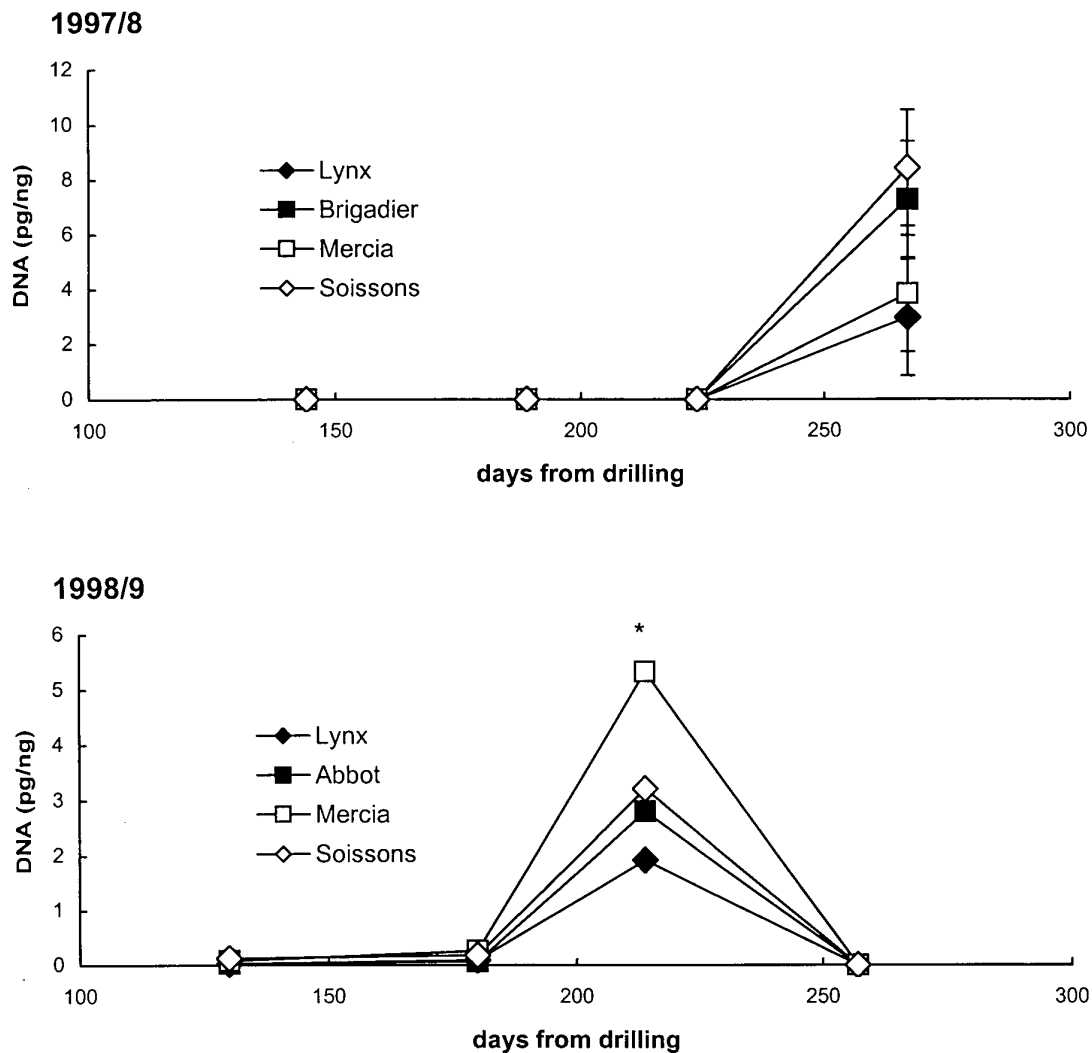 1997/8
12
10
8
6
4
2
0
DNA (pg/ng)
Lynx
Brigadier
Mercia
Soissons
100 150 200 250 300
days from drilling
1998/9
6
5
4
3
2
1
0
DNA (pg/ng)
*
Lynx
Abbot
Mercia
Soissons
100 150 200 250 300
days from drilling